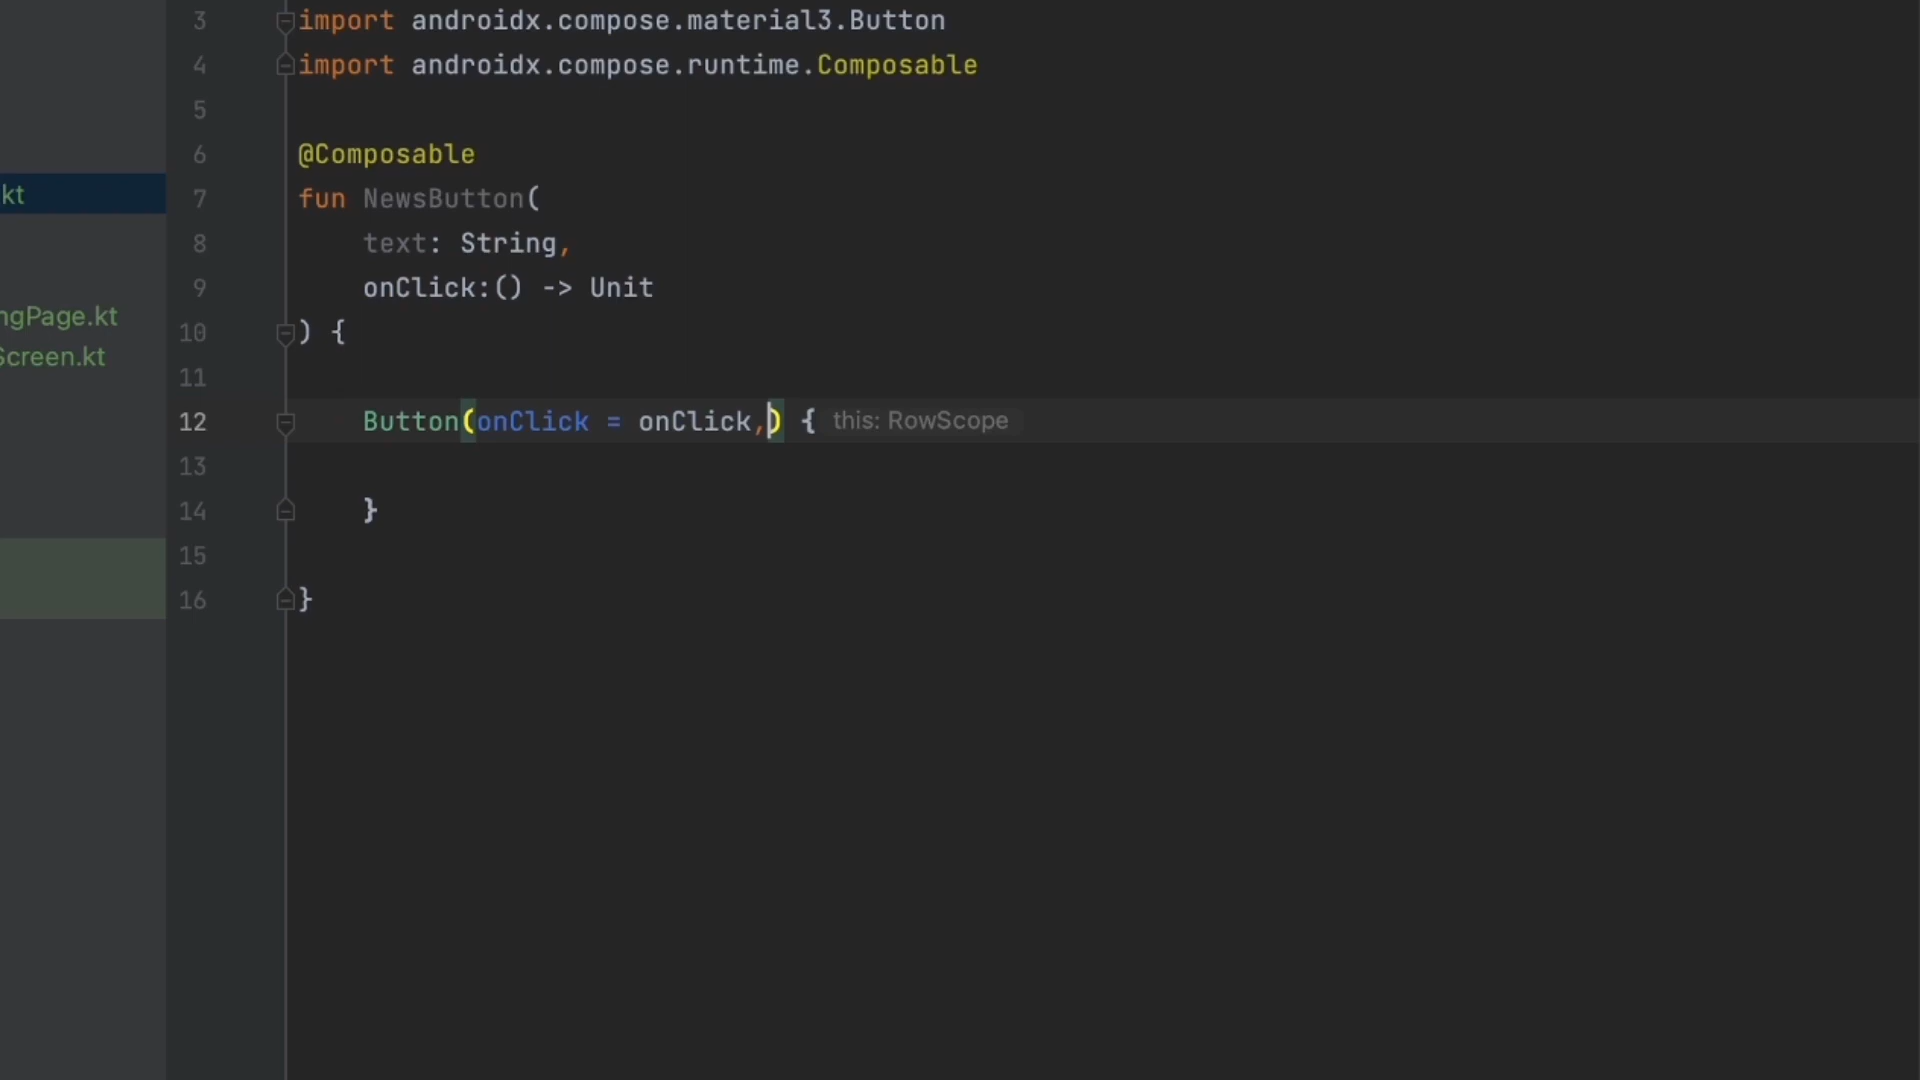 3 import androidx.compose.material3.Button
4 import androidx.compose.runtime.Composable
5
6 @Composable
kt
7 fun NewsButton(
8 text: String,
9 onClick:() -> Unit
ngPage.kt
10 ) {
Screen.kt
11
12 Button(onClick = onClick,) { this: RowScope
13
14 }
15
16 }